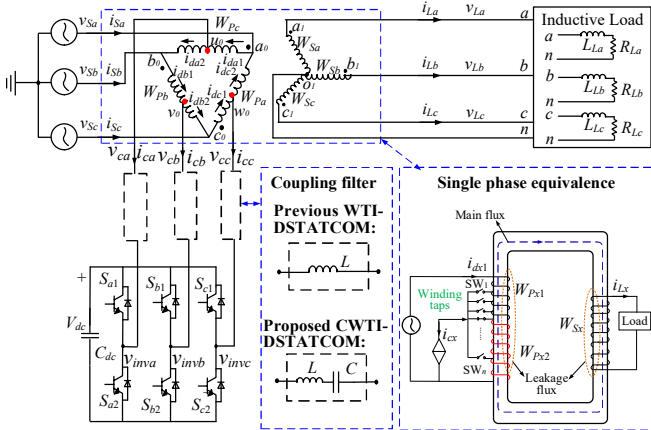 v_Sa i_Sa W_Pc
i_da2 u_0 a_0
v_Sb i_Sb b_0 i_db1 i_dc2
W_Pb i_db2 i_dc1 W_Pa
v_0 w_0
v_Sc i_Sc c_0
a_1 W_Sa
W_Sb b_1
o_1
W_Sc
c_1
i_La v_La a
i_Lb v_Lb b
i_Lc v_Lc c
n
Inductive Load
a L_La R_La
n
b L_Lb R_Lb
n
c L_Lc R_Lc
n
v_ca i_ca v_cb i_cb v_cc i_cc
+
V_dc
C_dc
S_a1 S_b1 S_c1
v_inva v_invb v_invc
S_a2 S_b2 S_c2
Coupling filter
Previous WTI-
DSTATCOM:
L
Proposed CWTI-
DSTATCOM:
L C
Single phase equivalence
Main flux
i_dx1
SW_1
W_Px1
Winding
taps
i_cx
W_Px2
SW_n
W_Sx
i_Lx
Load
Leakage
flux